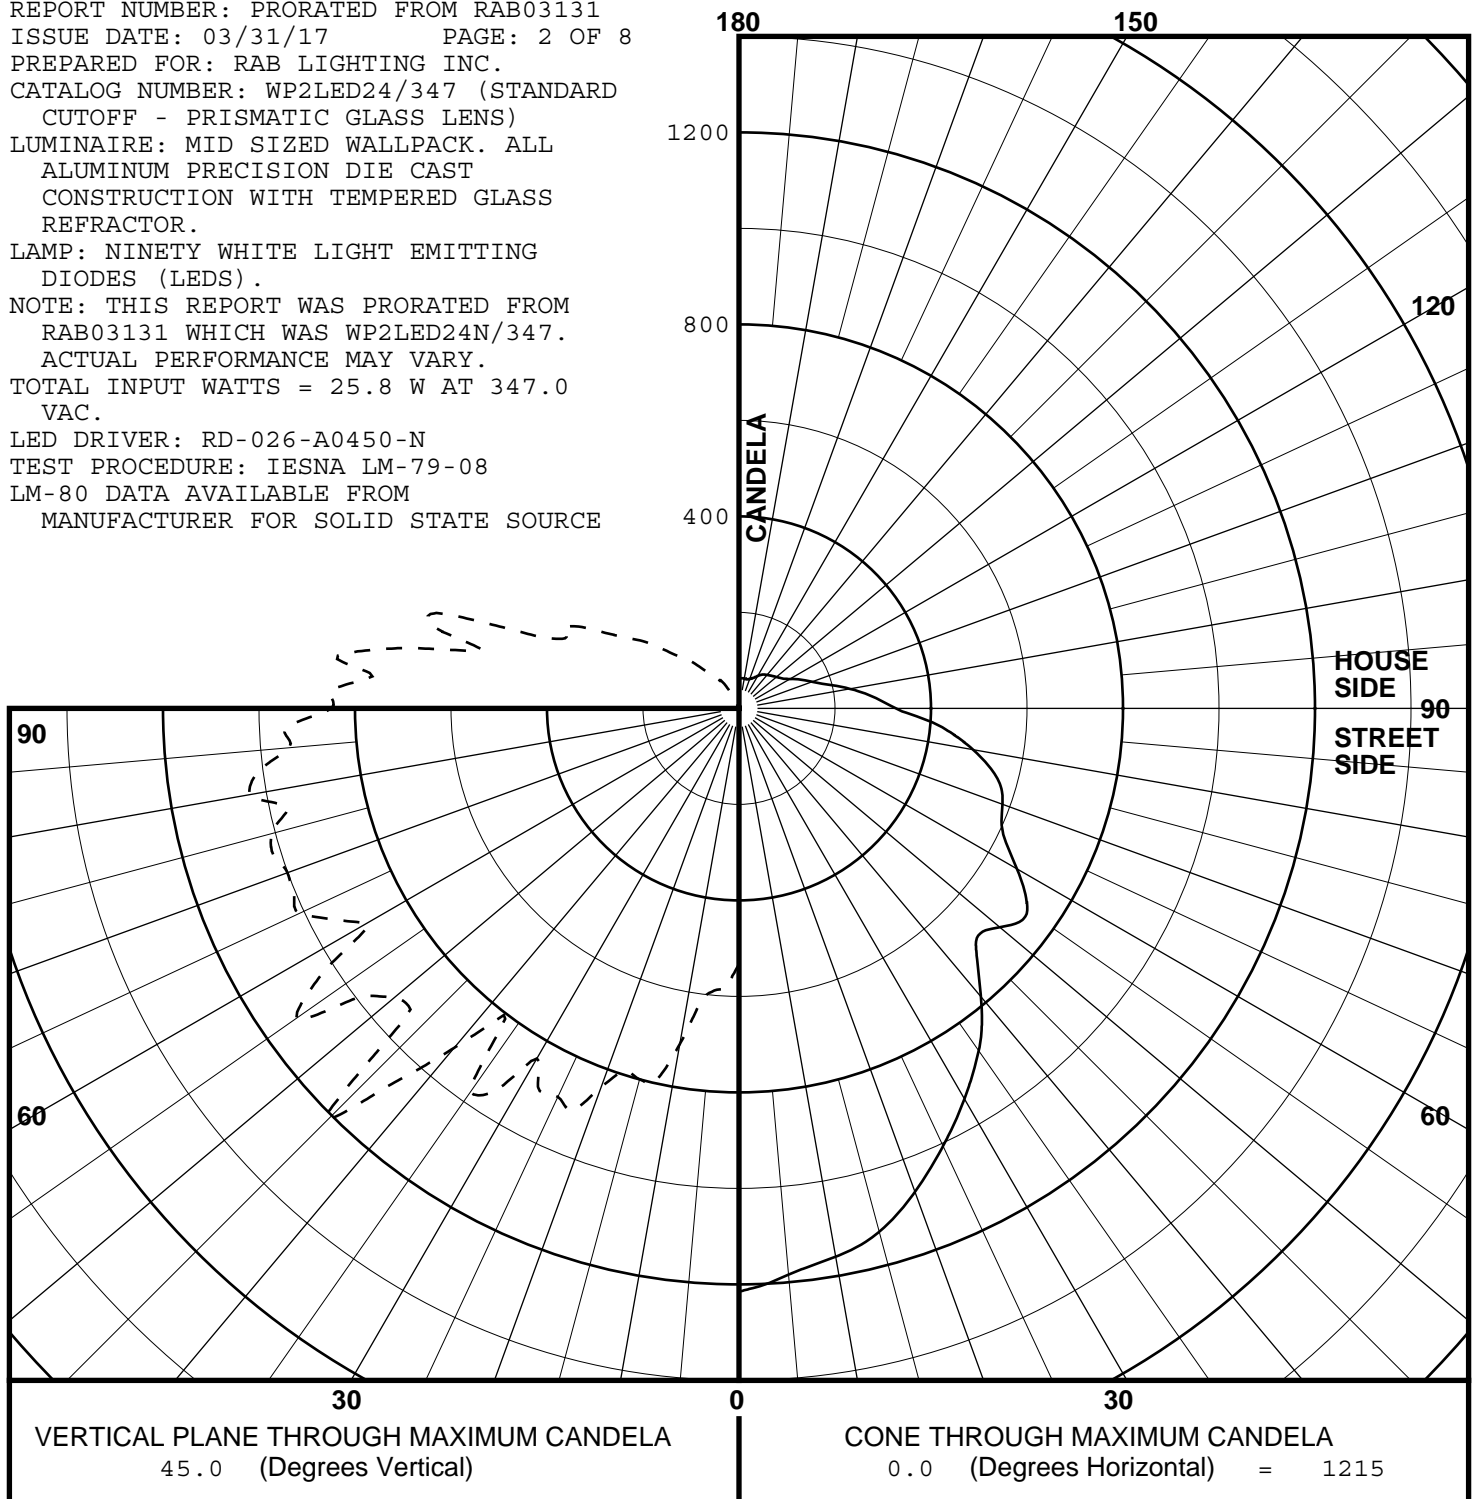 REPORT NUMBER: PRORATED FROM RAB03131
ISSUE DATE: 03/31/17 PAGE: 2 OF 8
PREPARED FOR: RAB LIGHTING INC.
CATALOG NUMBER: WP2LED24/347 (STANDARD
CUTOFF - PRISMATIC GLASS LENS)
LUMINAIRE: MID SIZED WALLPACK. ALL
ALUMINUM PRECISION DIE CAST
CONSTRUCTION WITH TEMPERED GLASS
REFRACTOR.
LAMP: NINETY WHITE LIGHT EMITTING
DIODES (LEDS).
NOTE: THIS REPORT WAS PRORATED FROM
RAB03131 WHICH WAS WP2LED24N/347.
ACTUAL PERFORMANCE MAY VARY.
TOTAL INPUT WATTS = 25.8 W AT 347.0
VAC.
LED DRIVER: RD-026-A0450-N
TEST PROCEDURE: IESNA LM-79-08
LM-80 DATA AVAILABLE FROM
MANUFACTURER FOR SOLID STATE SOURCE
180
150
1200
120
800
CANDELA
400
HOUSE
SIDE
90
STREET
SIDE
90
60
60
30
0
30
VERTICAL PLANE THROUGH MAXIMUM CANDELA
45.0 (Degrees Vertical)
CONE THROUGH MAXIMUM CANDELA
0.0 (Degrees Horizontal) = 1215